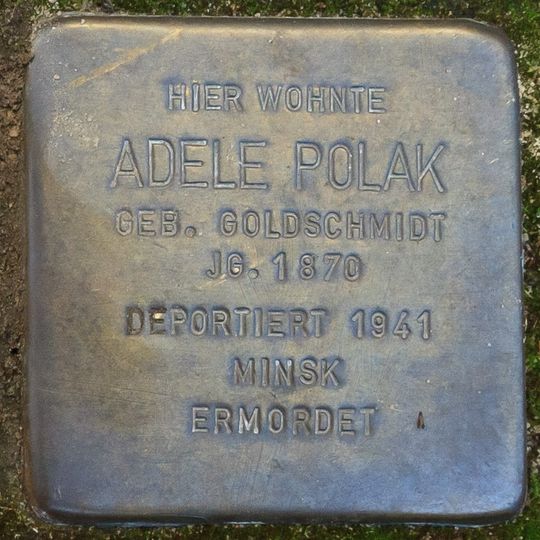 HIER WOHNTE
ADELE POLAK
GEB. GOLDSCHMIDT
JG. 1870
DEPORTIERT 1941
MINSK
ERMORDET